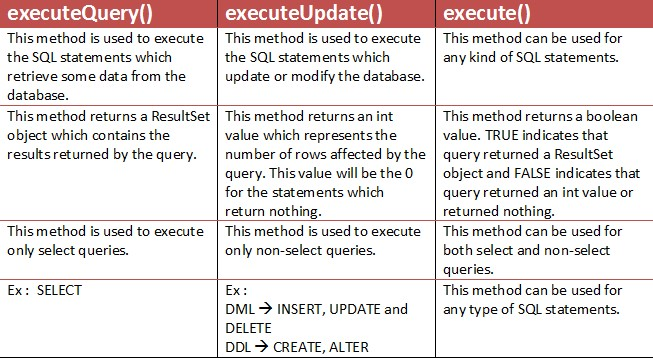 executeQuery() executeUpdate() execute()
This method is used to execute
the SQL statements which
retrieve some data from the
database.
This method is used to execute
the SQL statements which
update or modify the database.
This method can be used for
any kind of SQL statements.
This method returns a ResultSet
object which contains the
results returned by the query.
This method returns an int
value which represents the
number of rows affected by the
query. This value will be the 0
for the statements which
return nothing.
This method returns a boolean
value. TRUE indicates that
query returned a ResultSet
object and FALSE indicates that
query returned an int value or
returned nothing.
This method is used to execute
only select queries.
This method is used to execute
only non-select queries.
This method can be used for
both select and non-select
queries.
Ex : SELECT
Ex :
DML → INSERT, UPDATE and
DELETE
DDL → CREATE, ALTER
This method can be used for
any type of SQL statements.